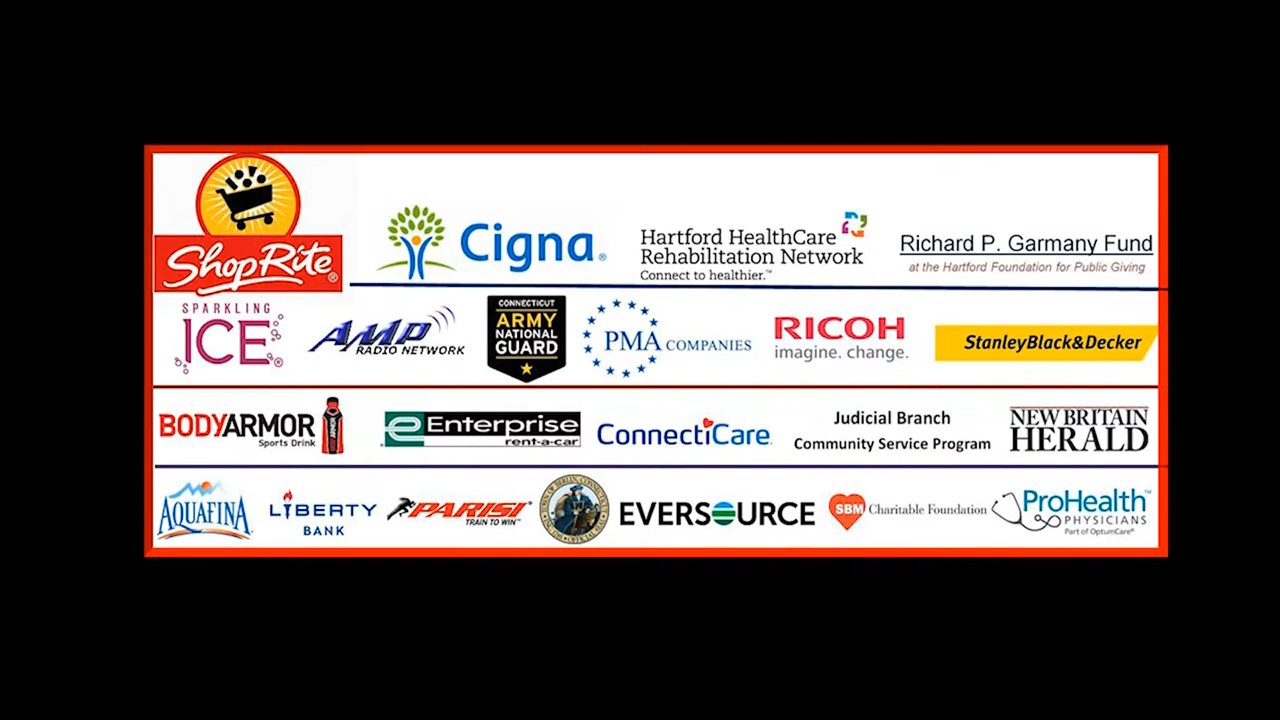 ShopRite®
Cigna®
Hartford HealthCare
Rehabilitation Network
Connect to healthier.™
Richard P. Garmany Fund
at the Hartford Foundation for Public Giving
SPARKLING
ICE®
AMP
RADIO NETWORK
CONNECTICUT
ARMY
NATIONAL
GUARD
PMA COMPANIES
RICOH
imagine. change.
StanleyBlack&Decker
BODYARMOR
Sports Drink
e Enterprise
rent-a-car
ConnectiCare
Judicial Branch
Community Service Program
NEW BRITAIN
HERALD
AQUAFINA
LIBERTY
BANK
PARISI
TRAIN TO WIN™
EVERSOURCE
SBM Charitable Foundation
ProHealth™
PHYSICIANS
Part of OptumCare®